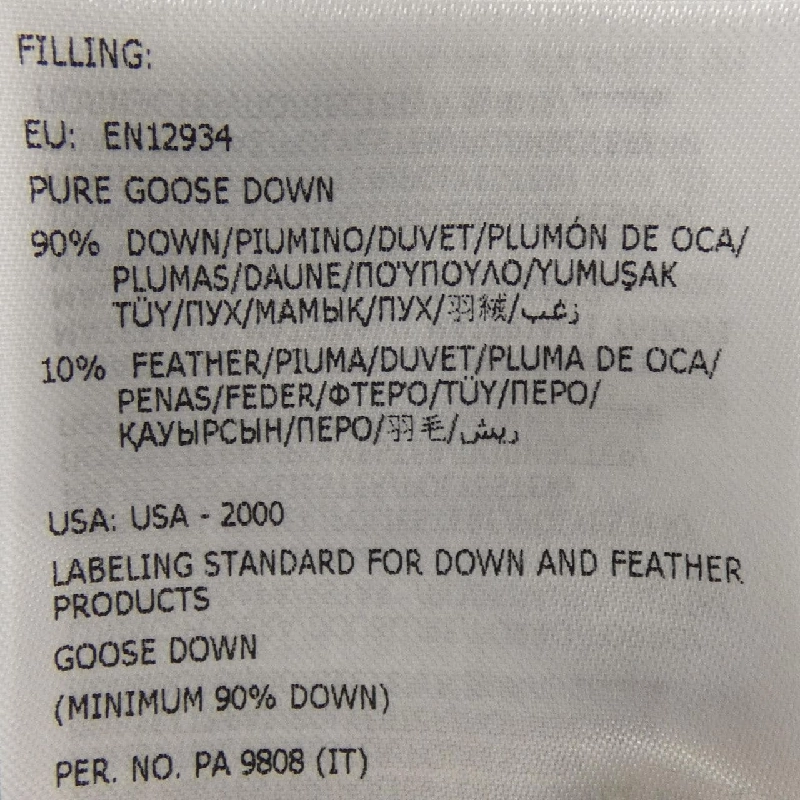 FILLING:
EU: EN12934
PURE GOOSE DOWN
90% DOWN/PIUMINO/DUVET/PLUMÓN DE OCA/
PLUMAS/DAUNE/ΠΟΎΠΟΥΛΟ/YUMUŞAK
TÜY/ПУХ/МАМЫҚ/ПУХ/羽絨/زغب
10% FEATHER/PIUMA/DUVET/PLUMA DE OCA/
PENAS/FEDER/ΦΤΕΡΌ/TÜY/ПЕРО/
ҚАУЫРСЫН/ПЕРО/羽毛/ريش
USA: USA - 2000
LABELING STANDARD FOR DOWN AND FEATHER
PRODUCTS
GOOSE DOWN
(MINIMUM 90% DOWN)
PER. NO. PA 9808 (IT)